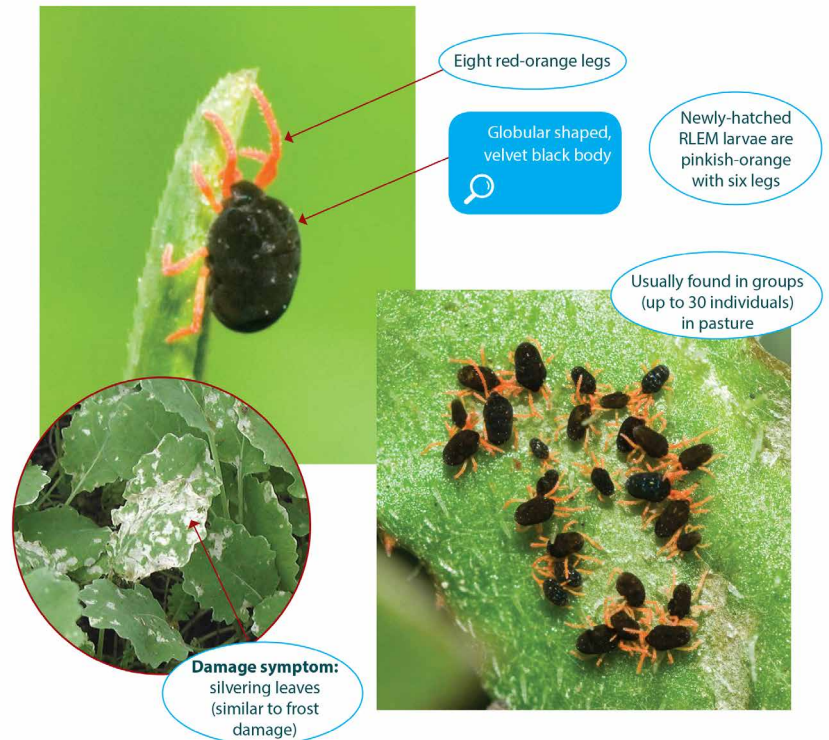 Eight red-orange legs
Globular shaped,
velvet black body
Newly-hatched
RLEM larvae are
pinkish-orange
with six legs
Usually found in groups
(up to 30 individuals)
in pasture
Damage symptom:
silvering leaves
(similar to frost
damage)